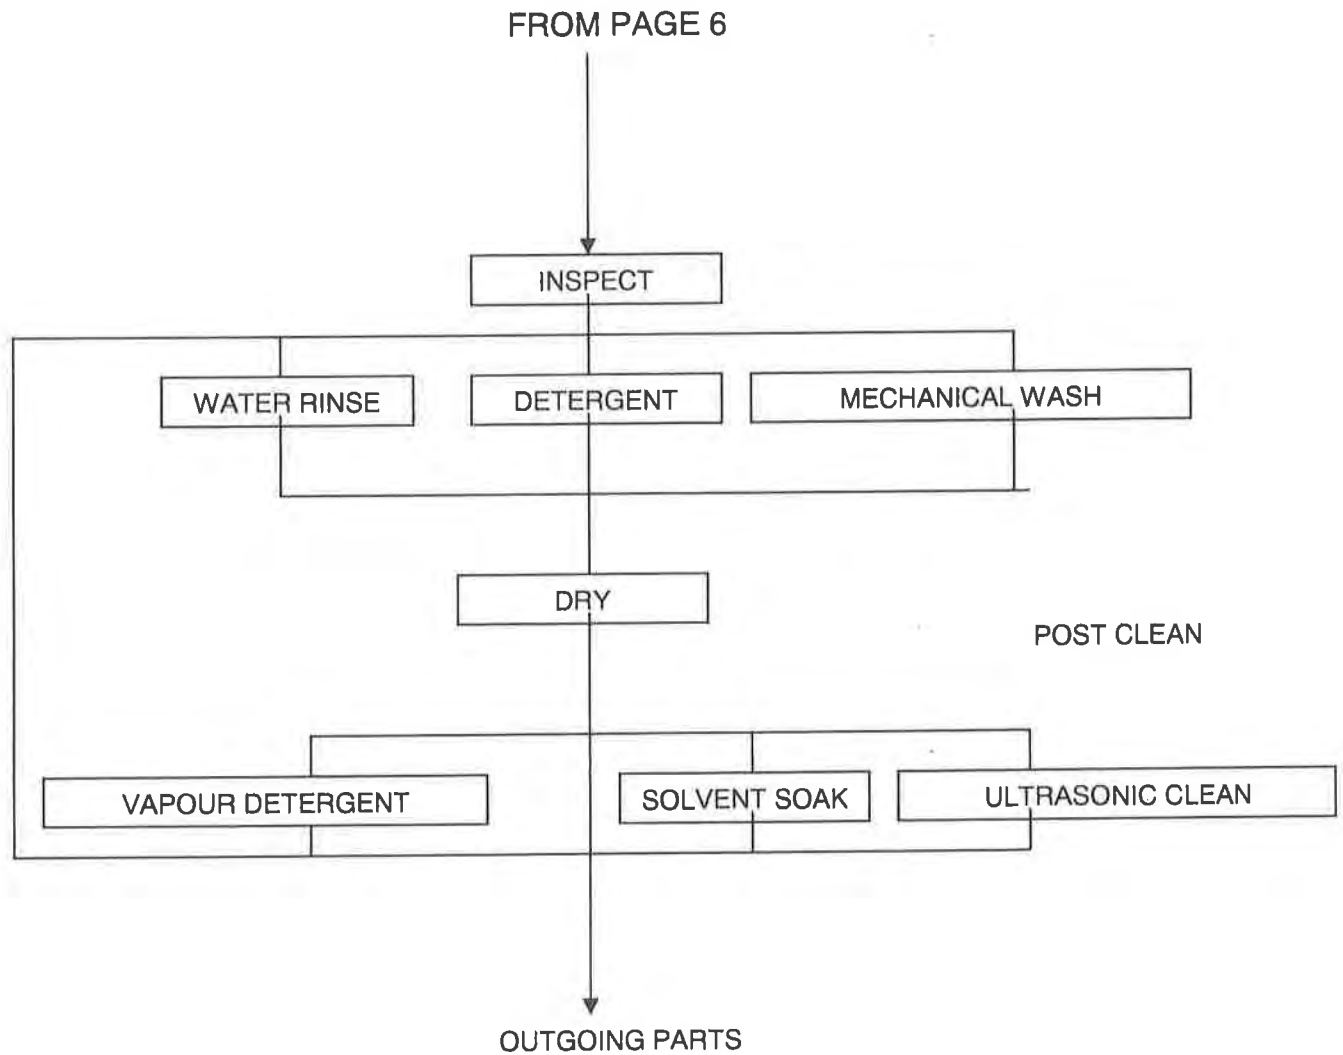 FROM PAGE 6
INSPECT
WATER RINSE
DETERGENT
MECHANICAL WASH
DRY
POST CLEAN
VAPOUR DETERGENT
SOLVENT SOAK
ULTRASONIC CLEAN
OUTGOING PARTS